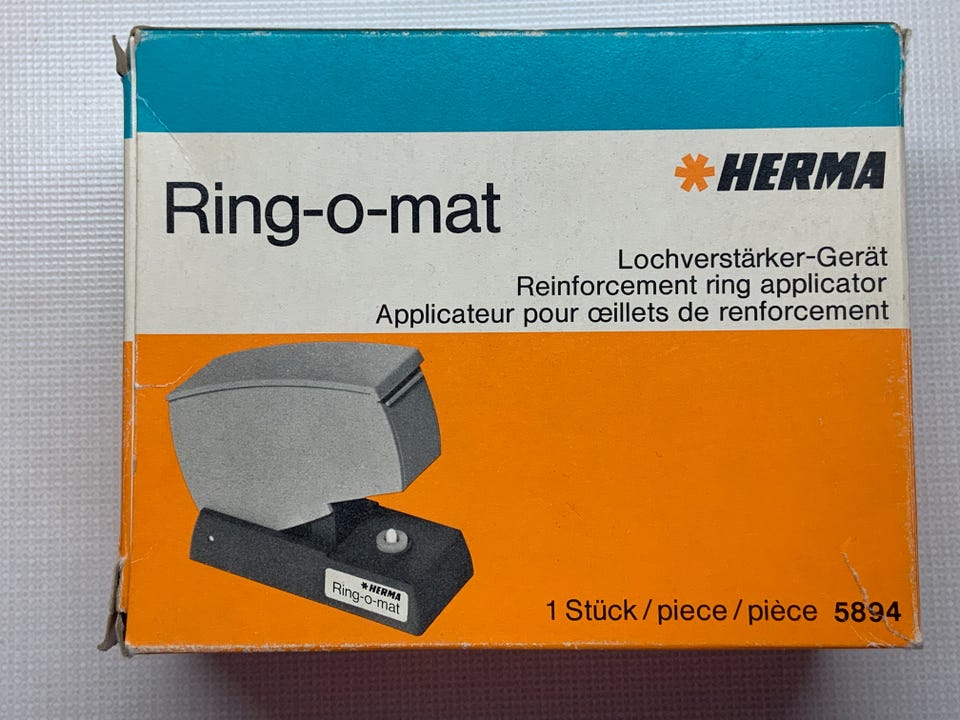 HERMA
Ring-o-mat
Lochverstärker-Gerät
Reinforcement ring applicator
Applicateur pour œillets de renforcement
HERMA
Ring-o-mat
1 Stück / piece / pièce 5894